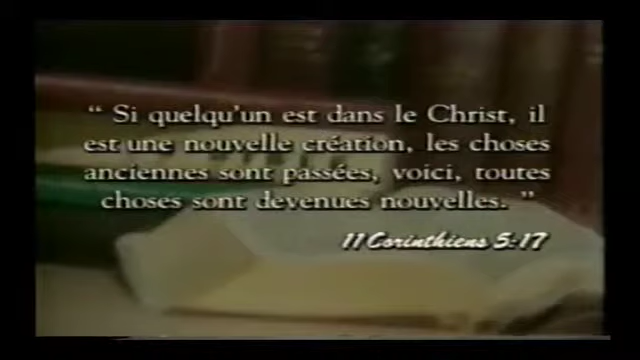 “ Si quelqu'un est dans le Christ, il
est une nouvelle création, les choses
anciennes sont passées, voici, toutes
choses sont devenues nouvelles. ”
11 Corinthiens 5:17